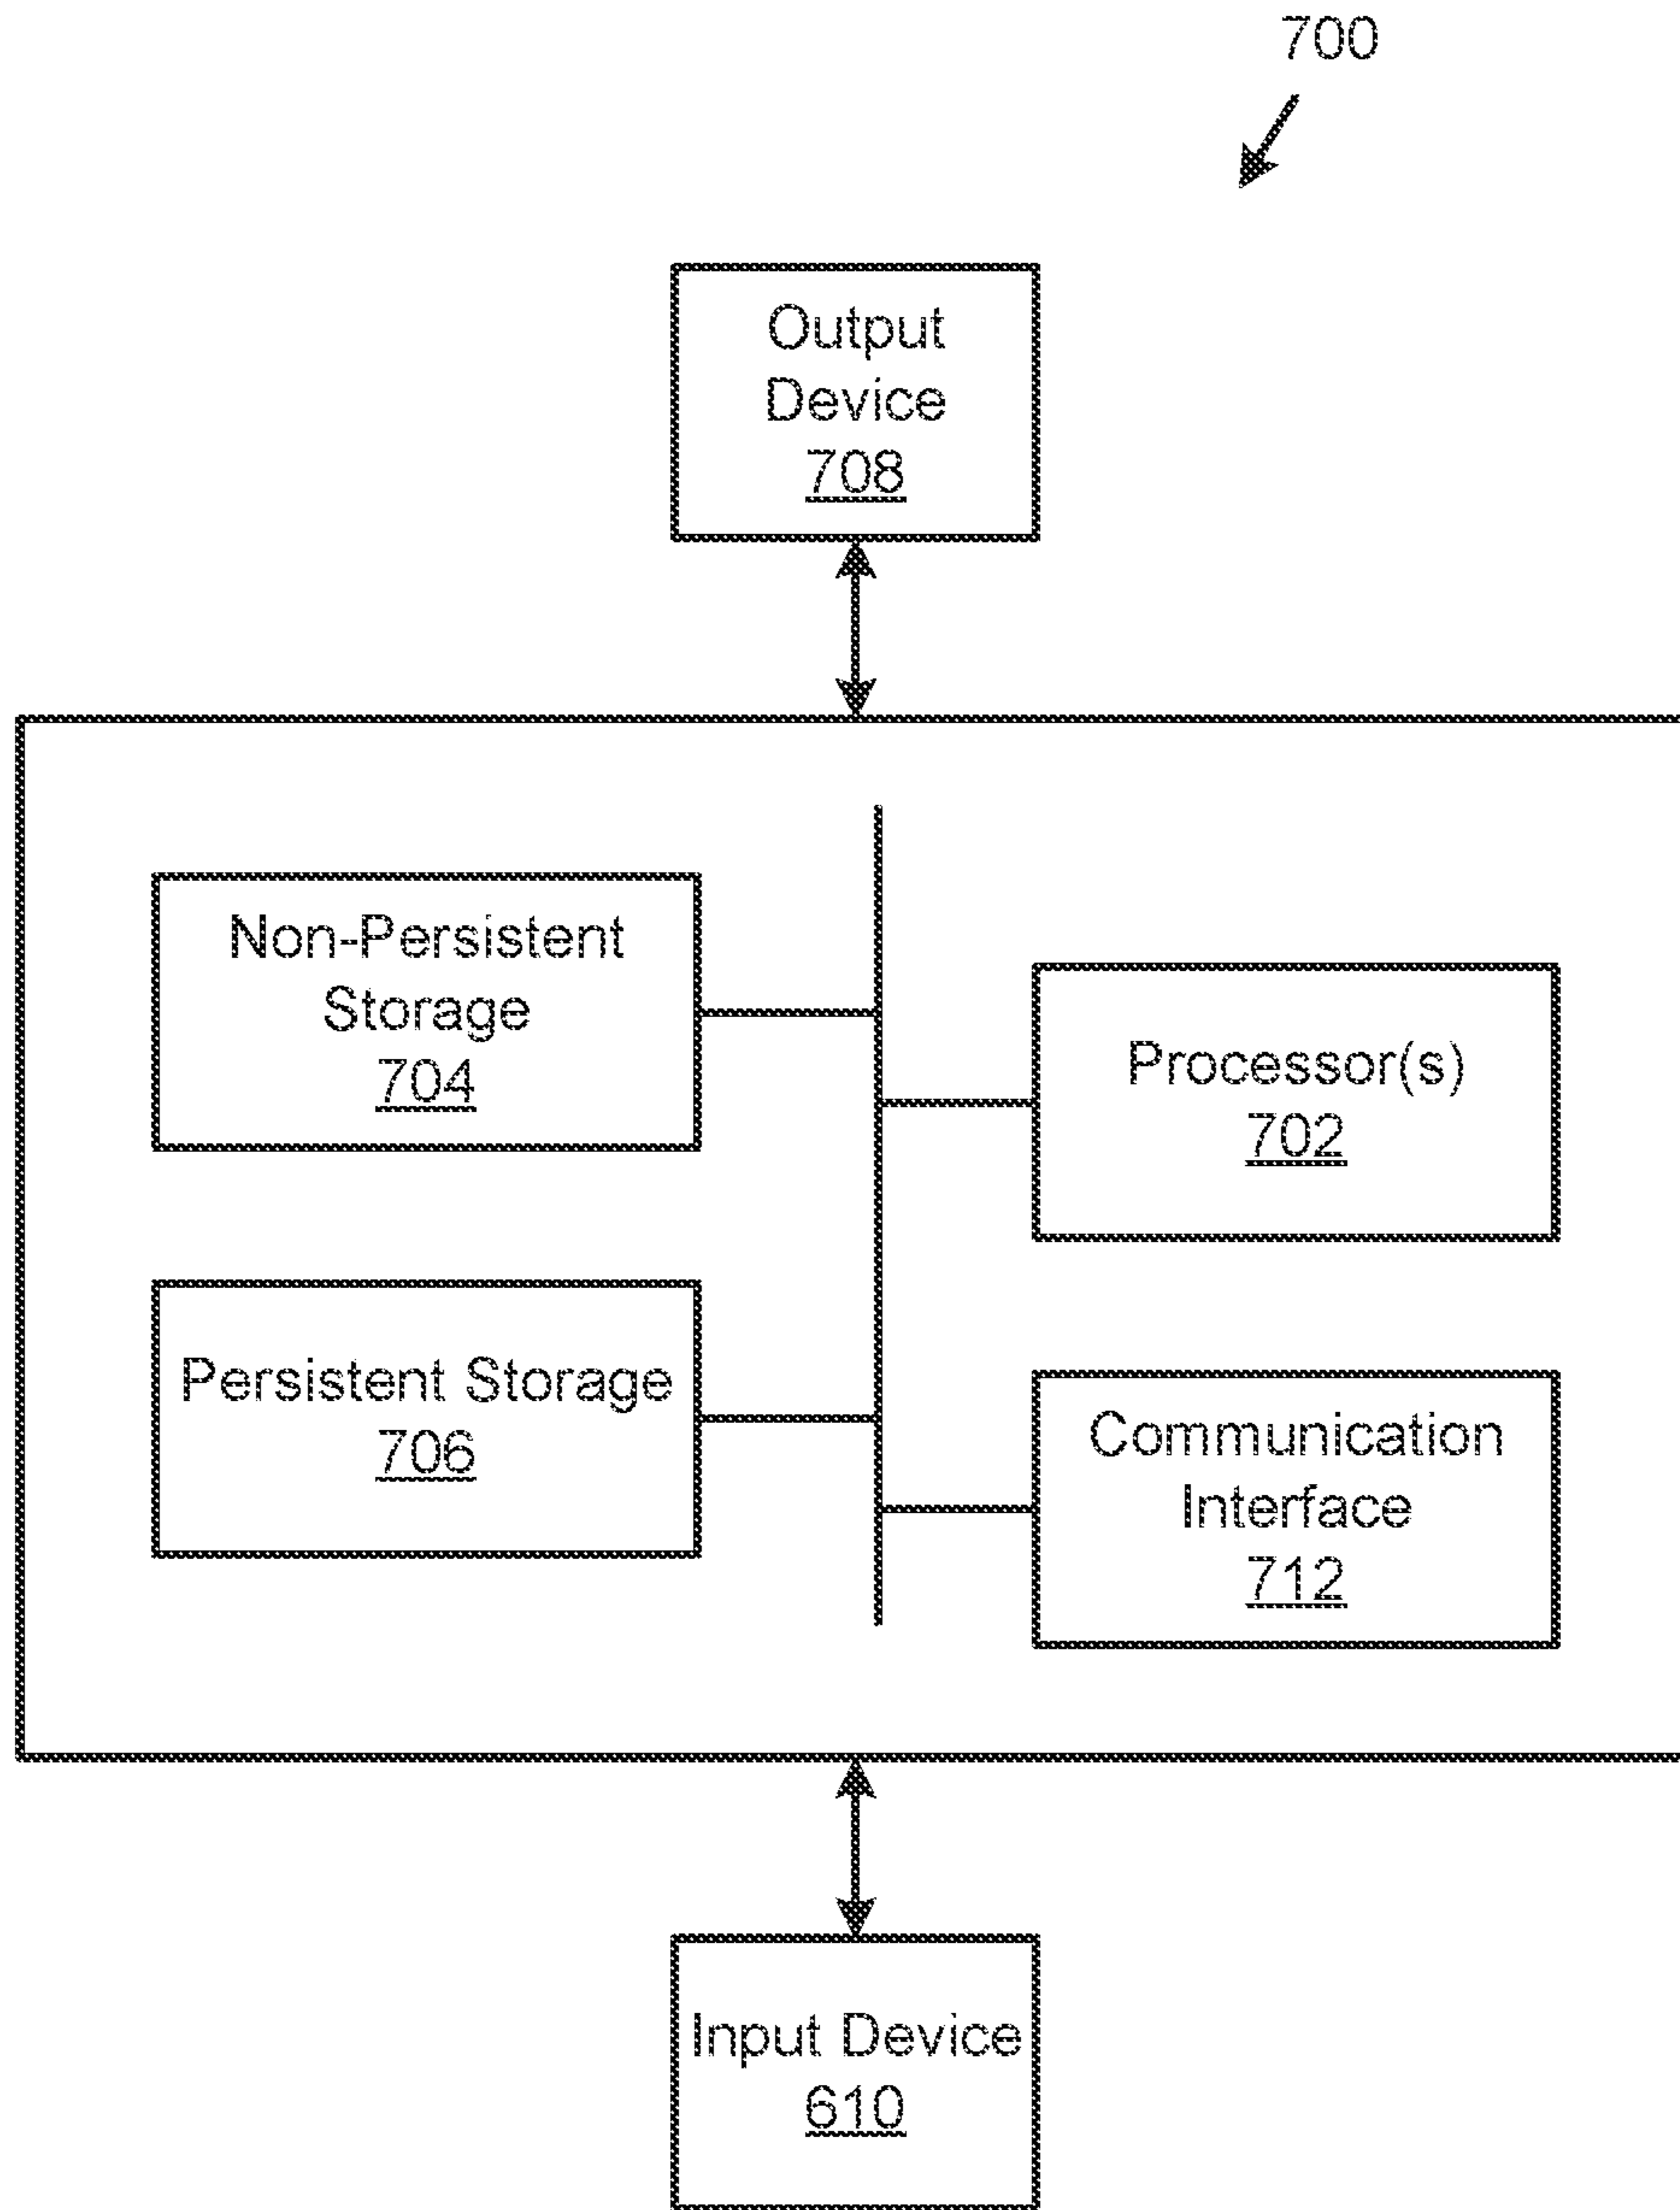 700
Output
Device
708
Non-Persistent
Storage
704
Processor(s)
702
Persistent Storage
706
Communication
Interface
712
Input Device
610